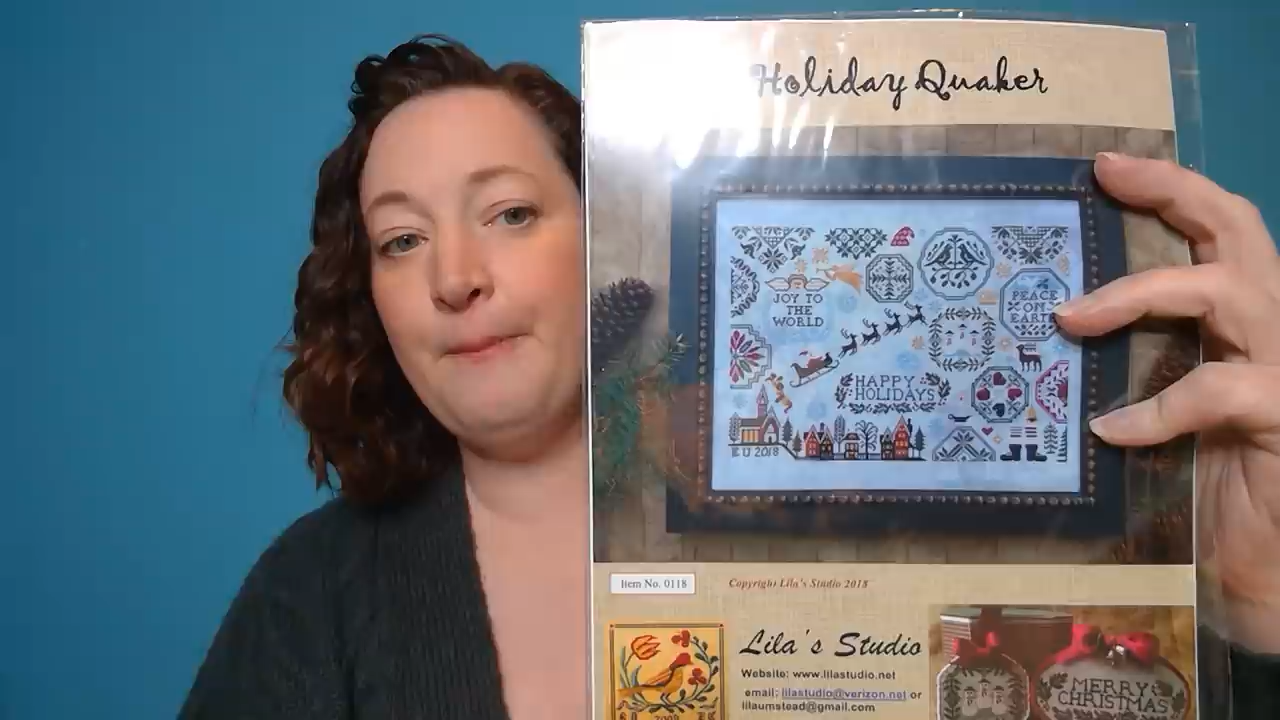 Holiday Quaker
JOY TO
THE
WORLD
PEACE
ON
EARTH
HAPPY
HOLIDAYS
EU 2018
Item No. 0118
Copyright Lila's Studio 2018
Lila's Studio
Website: www.lilastudio.net
email: lilastudio@verizon.net or
lilaumstead@gmail.com
2008
MERRY
CHRISTMAS